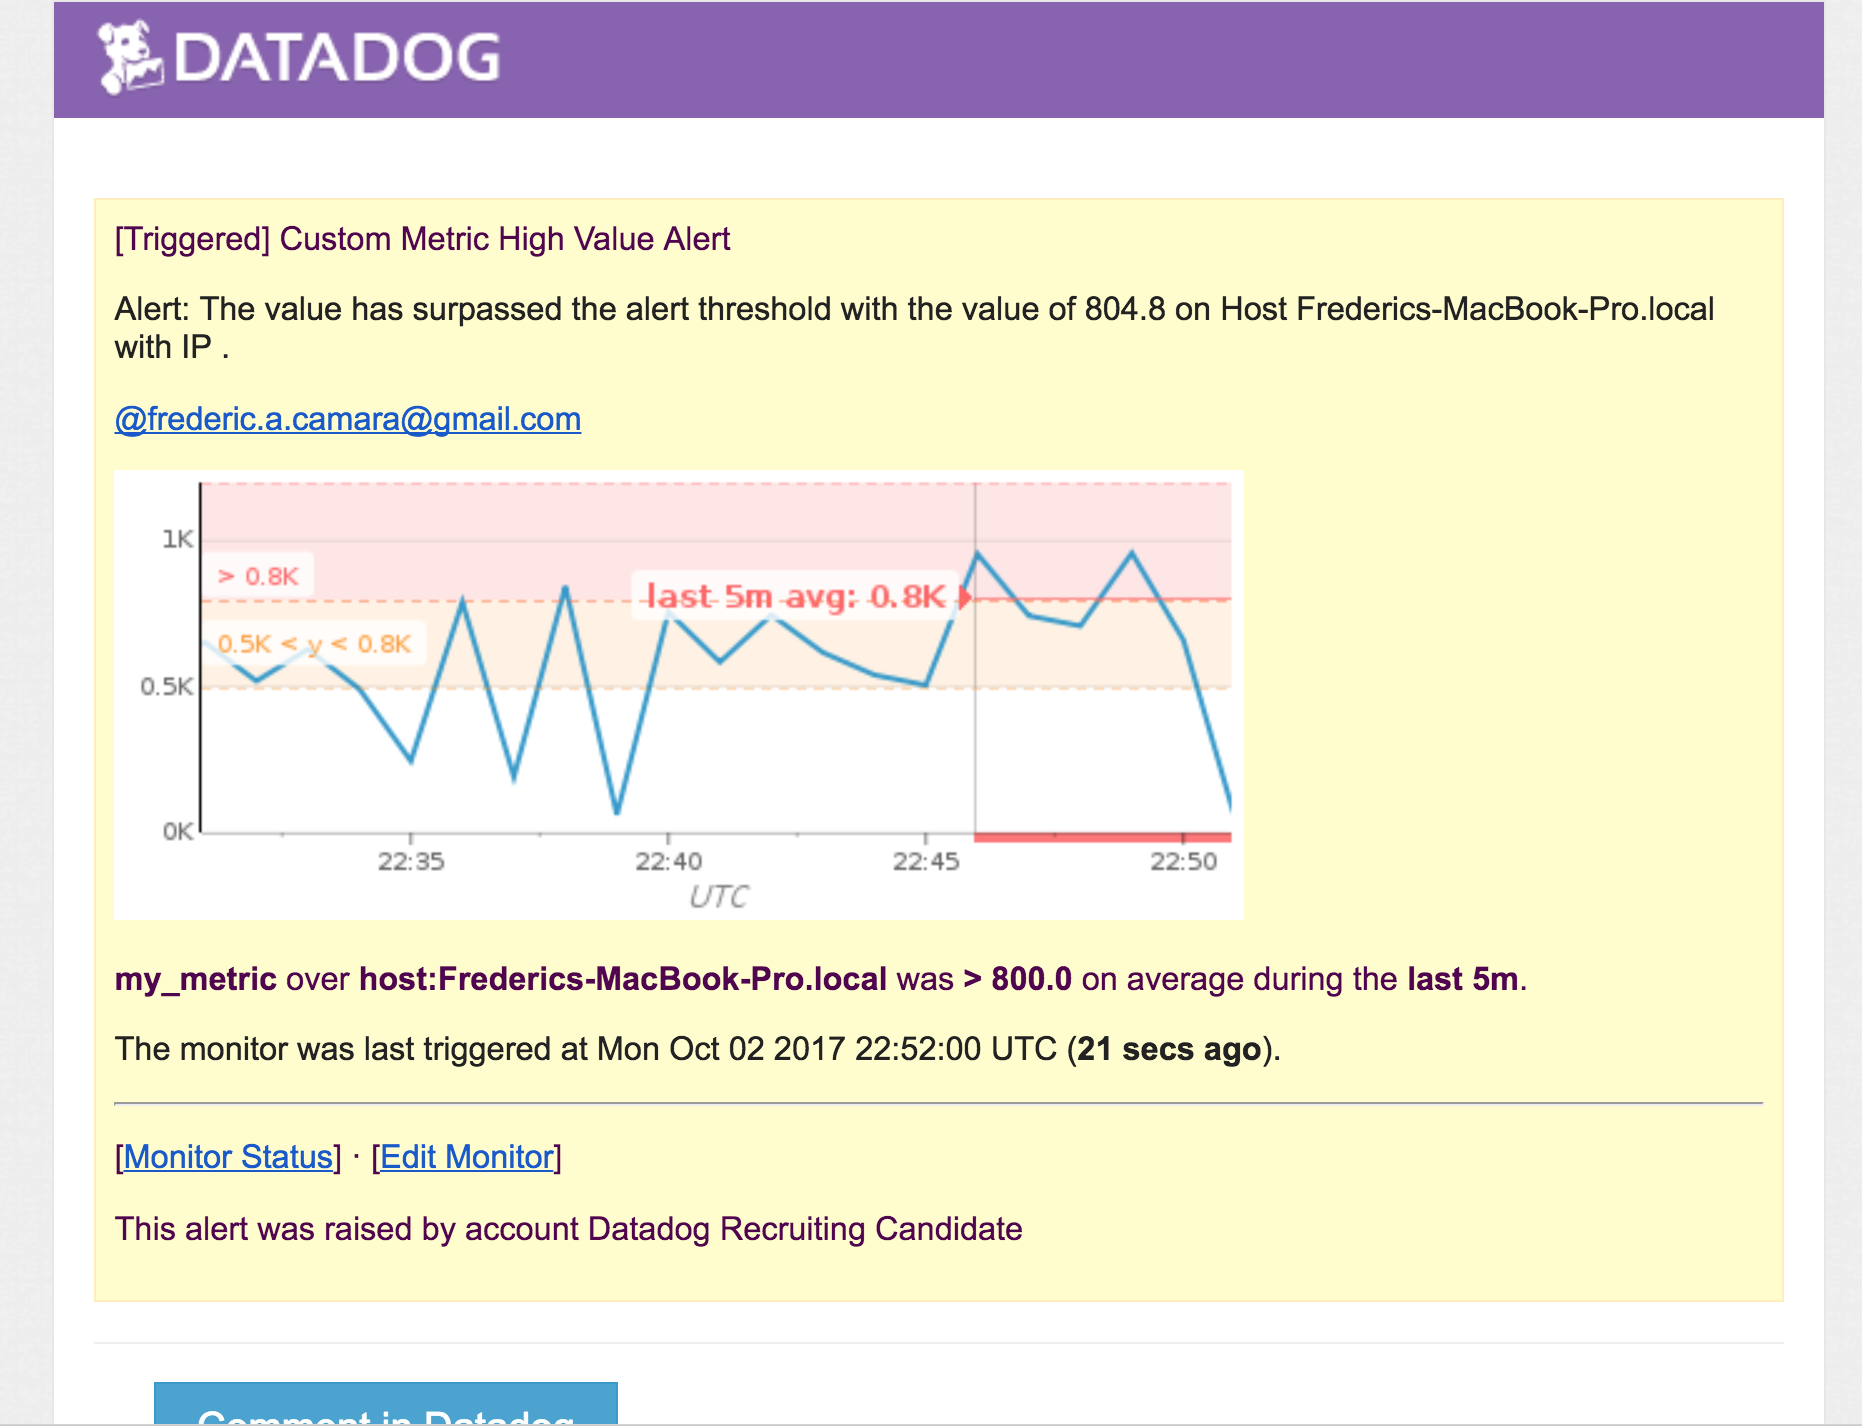 DATADOG
[Triggered] Custom Metric High Value Alert
Alert: The value has surpassed the alert threshold with the value of 804.8 on Host Frederics-MacBook-Pro.local
with IP .
@frederic.a.camara@gmail.com
1K
> 0.8K
last 5m avg: 0.8K
0.5K < y < 0.8K
0.5K
0K
22:35 22:40 22:45 22:50
UTC
my_metric over host:Frederics-MacBook-Pro.local was > 800.0 on average during the last 5m.
The monitor was last triggered at Mon Oct 02 2017 22:52:00 UTC (21 secs ago).
[Monitor Status] · [Edit Monitor]
This alert was raised by account Datadog Recruiting Candidate
Comment in Datadog